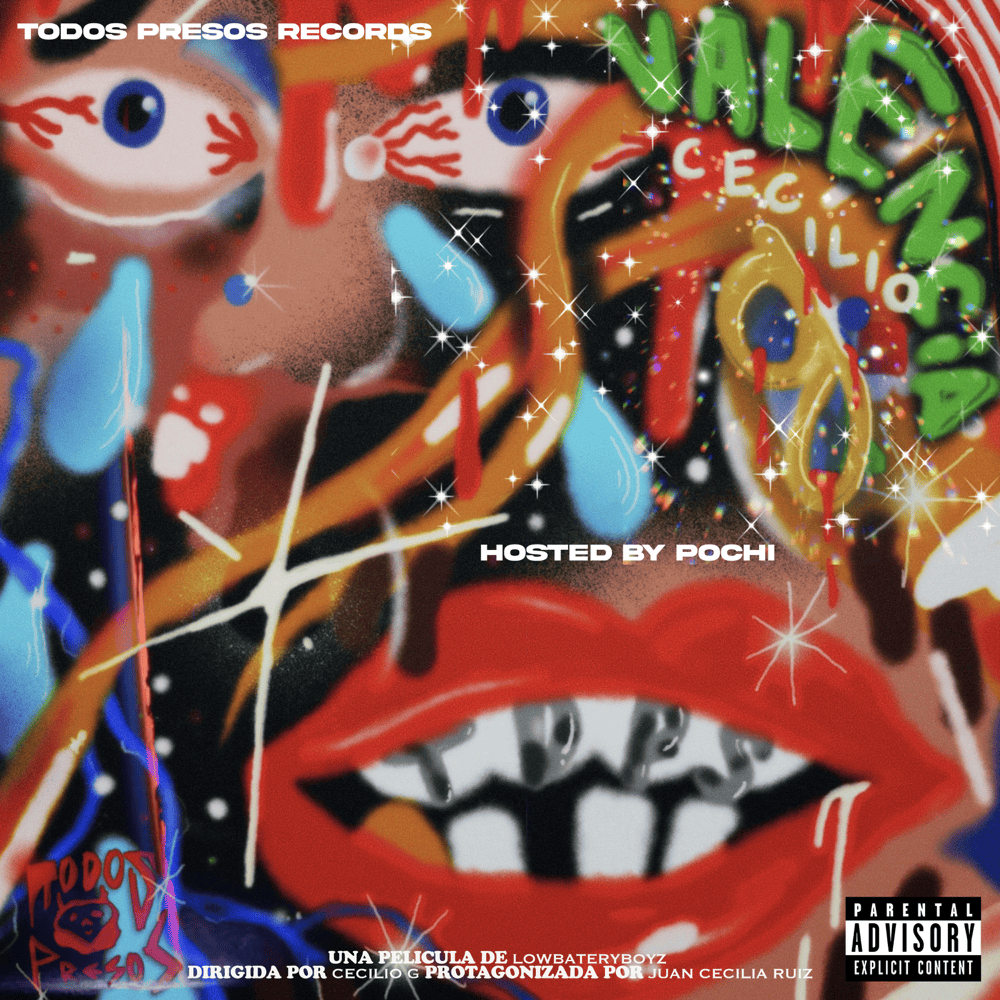 TODOS PRESOS RECORDS
VALENCIA
CECILIO
HOSTED BY POCHI
TDPS
TODOS
PRESOS
UNA PELICULA DE LOWBATERYBOYZ
DIRIGIDA POR CECILIO G PROTAGONIZADA POR JUAN CECILIA RUIZ
PARENTAL
ADVISORY
EXPLICIT CONTENT